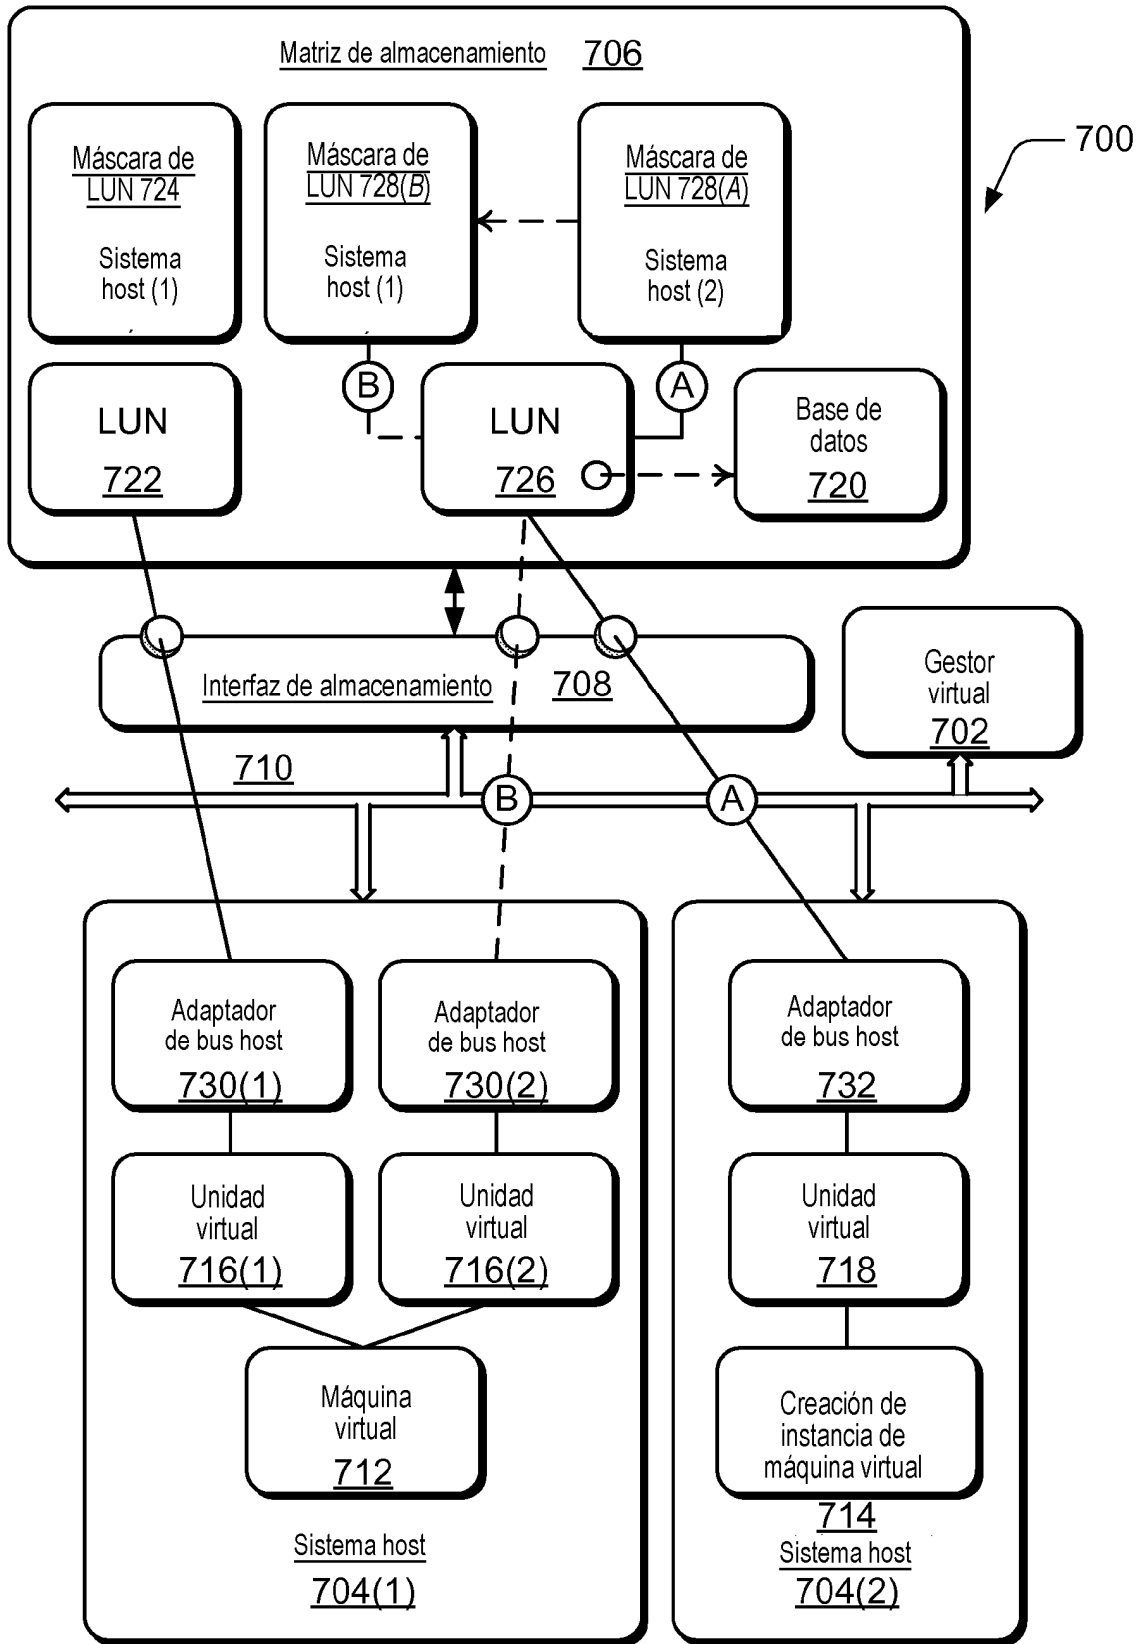 Matriz de almacenamiento 706
700
Máscara de
LUN 724
Sistema
host (1)
Máscara de
LUN 728(B)
Sistema
host (1)
Máscara de
LUN 728(A)
Sistema
host (2)
B
A
LUN
722
LUN
726
Base de
datos
720
Interfaz de almacenamiento 708
Gestor
virtual
702
710
B
A
Adaptador
de bus host
730(1)
Adaptador
de bus host
730(2)
Adaptador
de bus host
732
Unidad
virtual
716(1)
Unidad
virtual
716(2)
Unidad
virtual
718
Máquina
virtual
712
Creación de
instancia de
máquina virtual
714
Sistema host
704(1)
Sistema host
704(2)